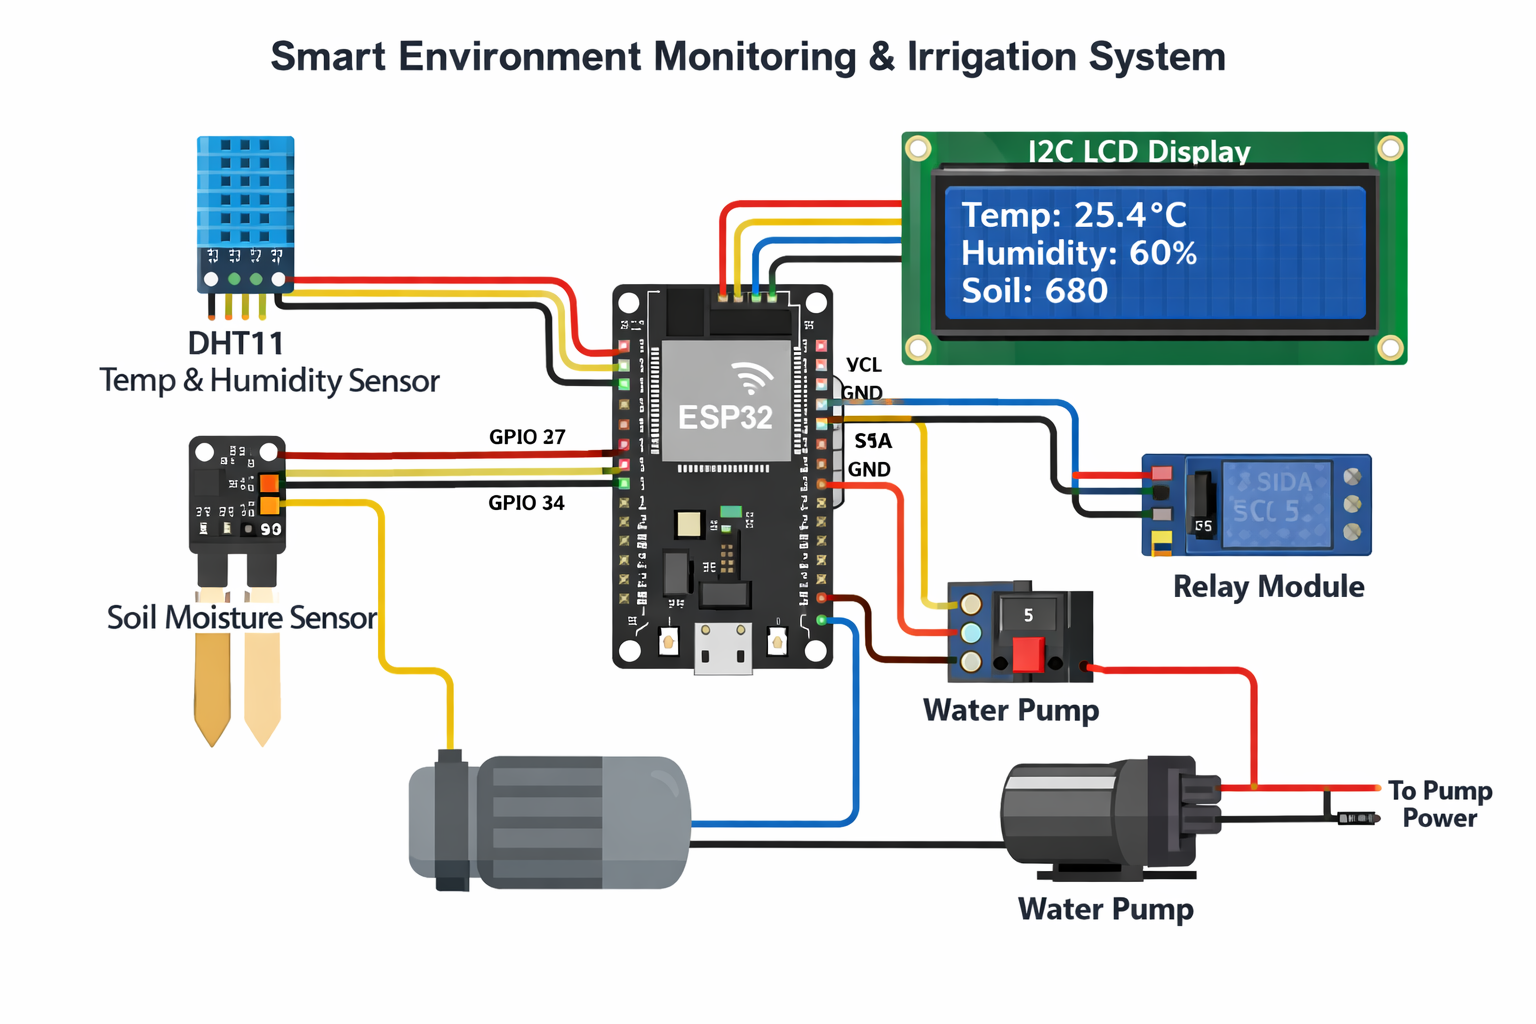 Smart Environment Monitoring & Irrigation System
I2C LCD Display
Temp: 25.4°C
Humidity: 60%
Soil: 680
DHT11
Temp & Humidity Sensor
ESP32
VCL
GND
GPIO 27
S5A
GND
GPIO 34
SIDA
5
Relay Module
Soil Moisture Sensor
5
Water Pump
To Pump
Power
Water Pump